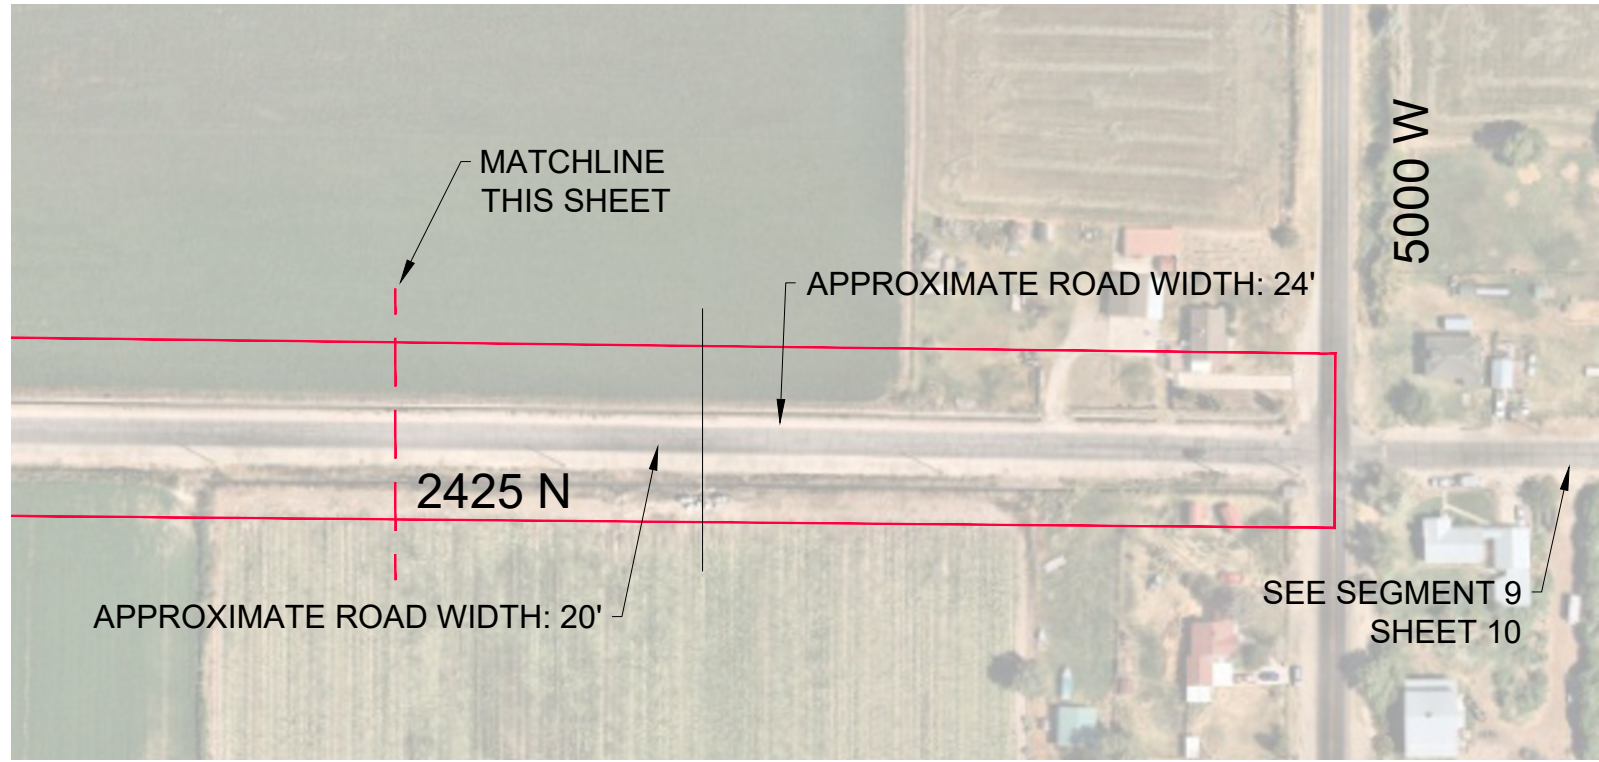 5000 W
MATCHLINE
THIS SHEET
APPROXIMATE ROAD WIDTH: 24'
2425 N
APPROXIMATE ROAD WIDTH: 20'
SEE SEGMENT 9
SHEET 10